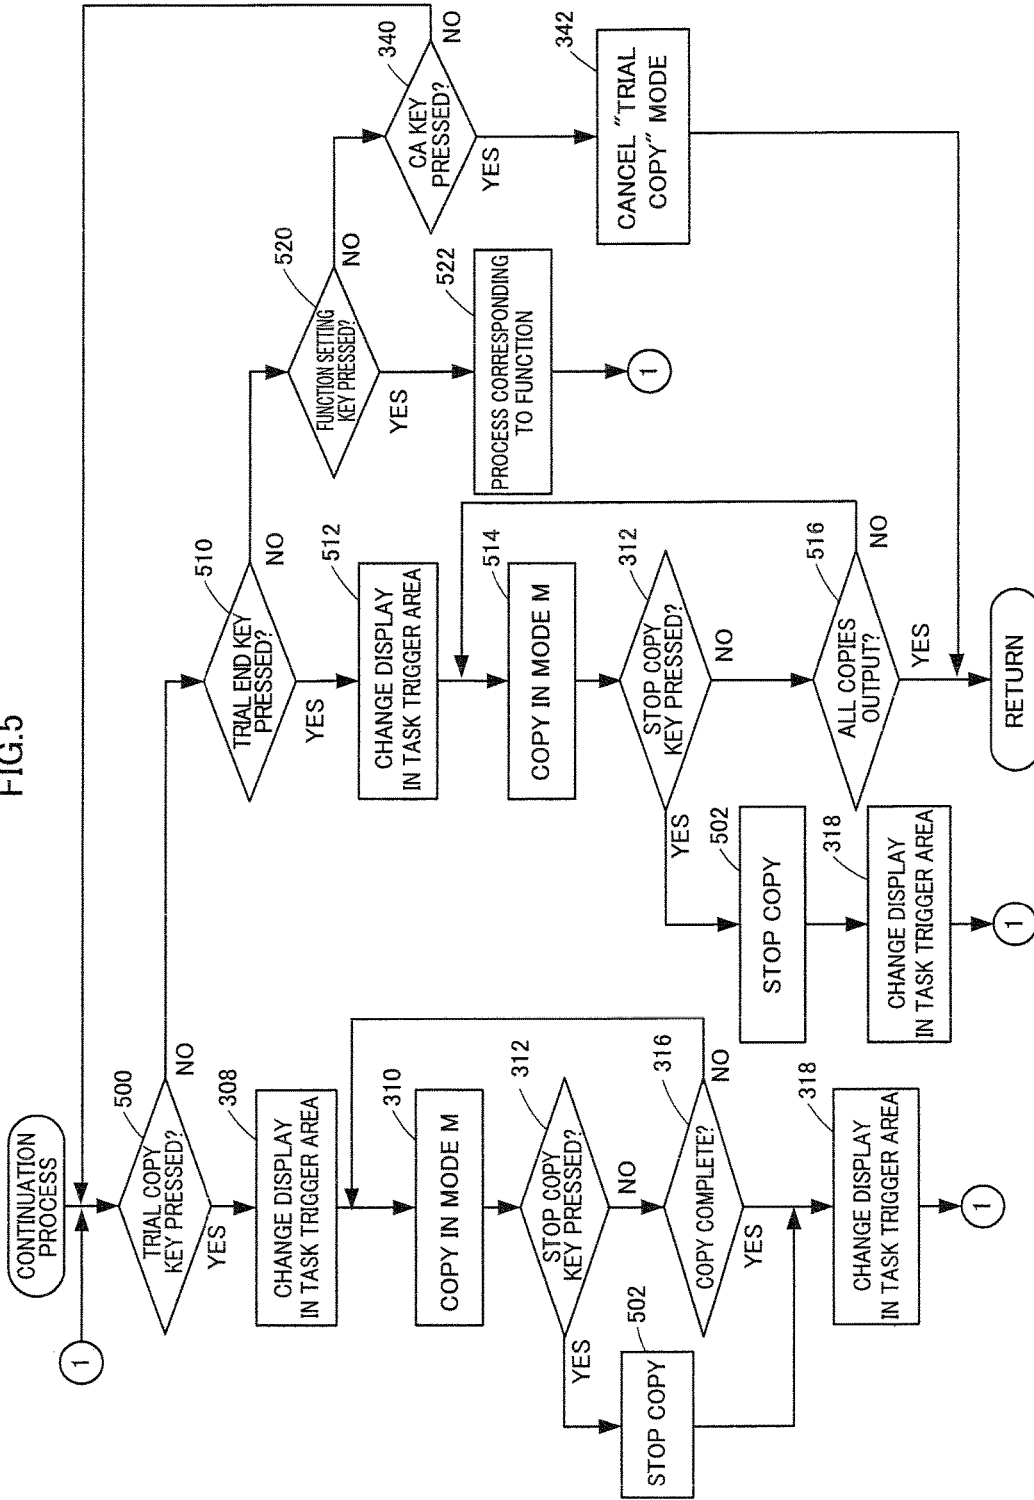 FIG.5
CONTINUATION
PROCESS
1
500
TRIAL COPY
KEY PRESSED?
NO
YES
308
CHANGE DISPLAY
IN TASK TRIGGER AREA
310
COPY IN MODE M
312
STOP COPY
KEY PRESSED?
YES
NO
502
STOP COPY
316
COPY COMPLETE?
NO
YES
318
CHANGE DISPLAY
IN TASK TRIGGER AREA
1
510
TRIAL END KEY
PRESSED?
NO
YES
512
CHANGE DISPLAY
IN TASK TRIGGER AREA
514
COPY IN MODE M
312
STOP COPY
KEY PRESSED?
YES
NO
502
STOP COPY
318
CHANGE DISPLAY
IN TASK TRIGGER AREA
1
516
ALL COPIES
OUTPUT?
NO
YES
RETURN
520
FUNCTION SETTING
KEY PRESSED?
NO
YES
522
PROCESS CORRESPONDING
TO FUNCTION
1
340
CA KEY
PRESSED?
NO
YES
342
CANCEL "TRIAL
COPY" MODE